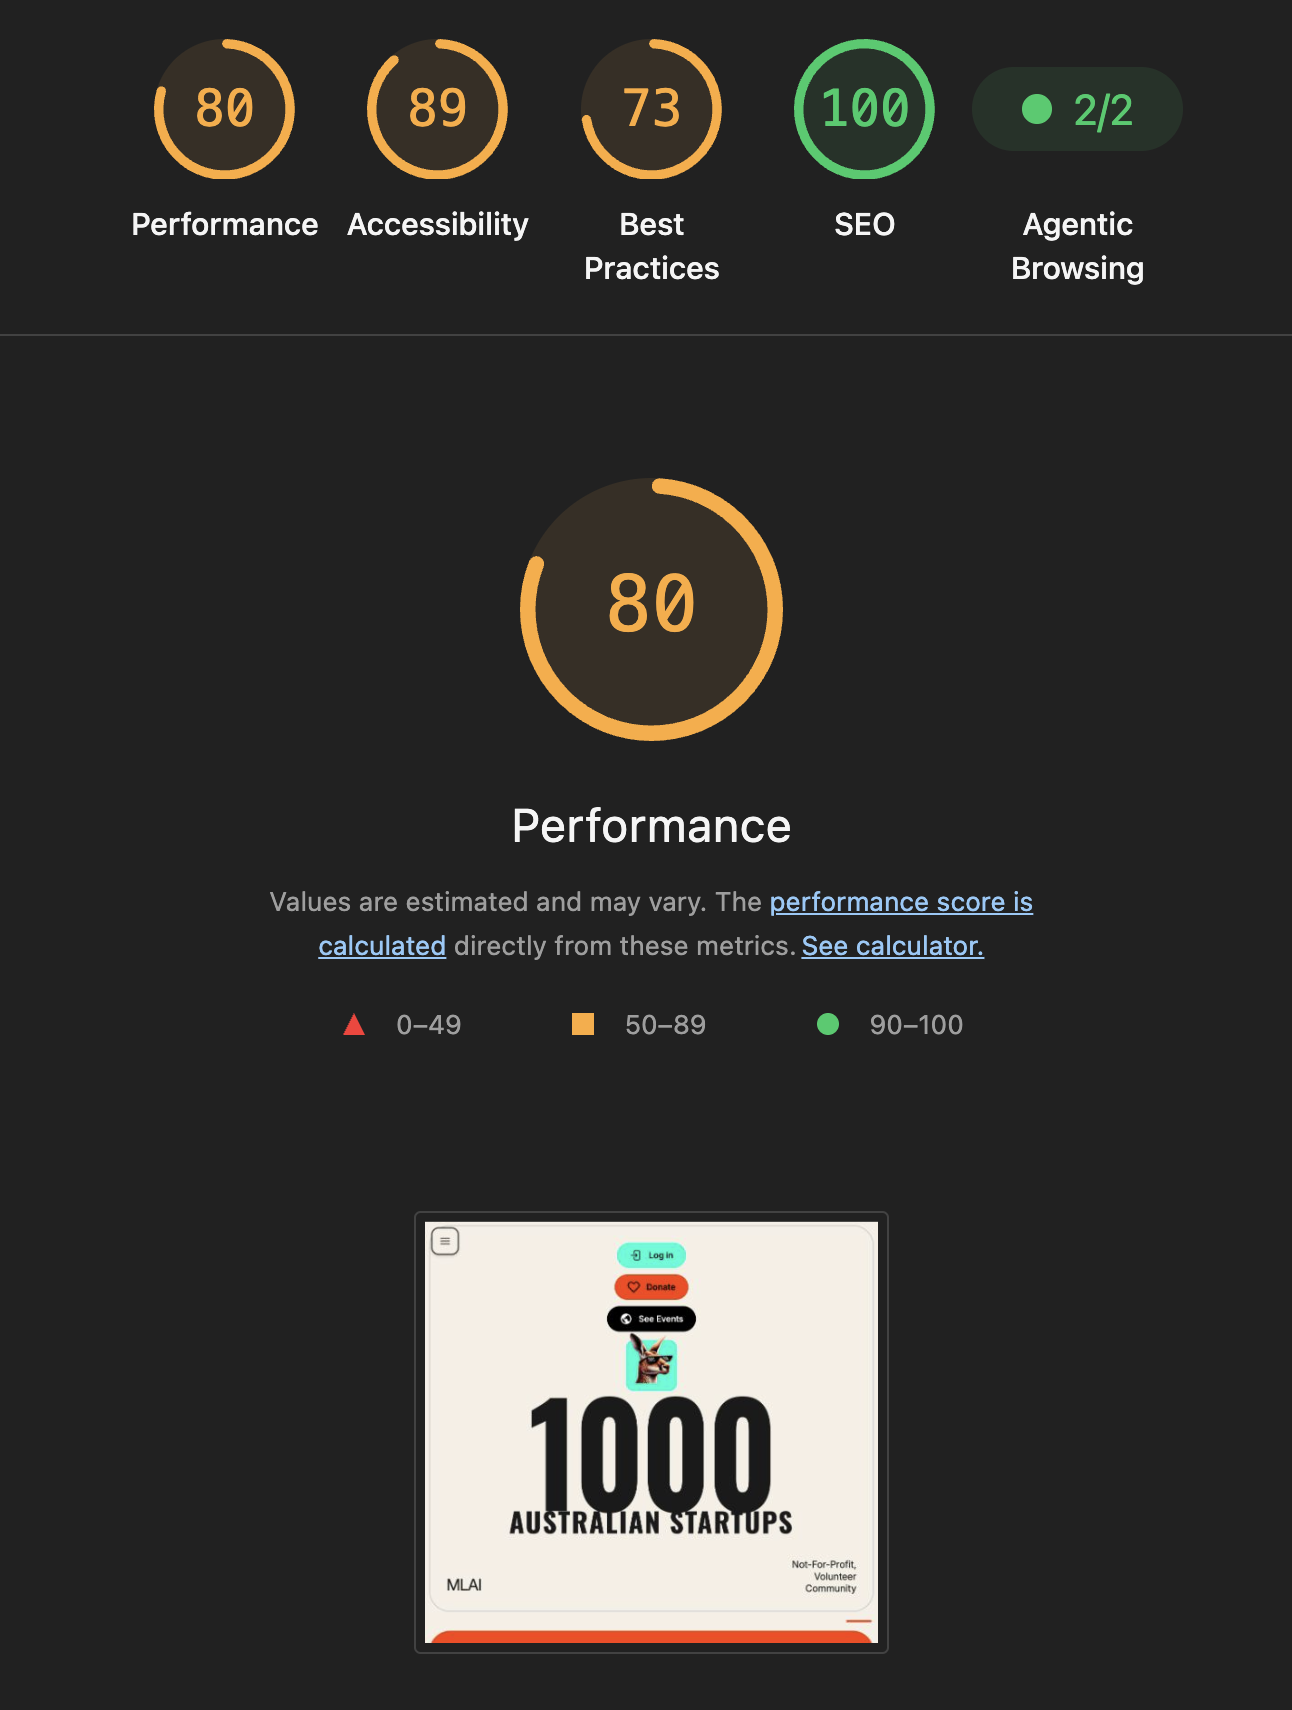 80
89
73
100
2/2
Performance
Accessibility
Best
Practices
SEO
Agentic
Browsing
80
Performance
Values are estimated and may vary. The performance score is
calculated directly from these metrics. See calculator.
0–49
50–89
90–100
Log in
Donate
See Events
1000
AUSTRALIAN STARTUPS
MLAI
Not-For-Profit,
Volunteer
Community